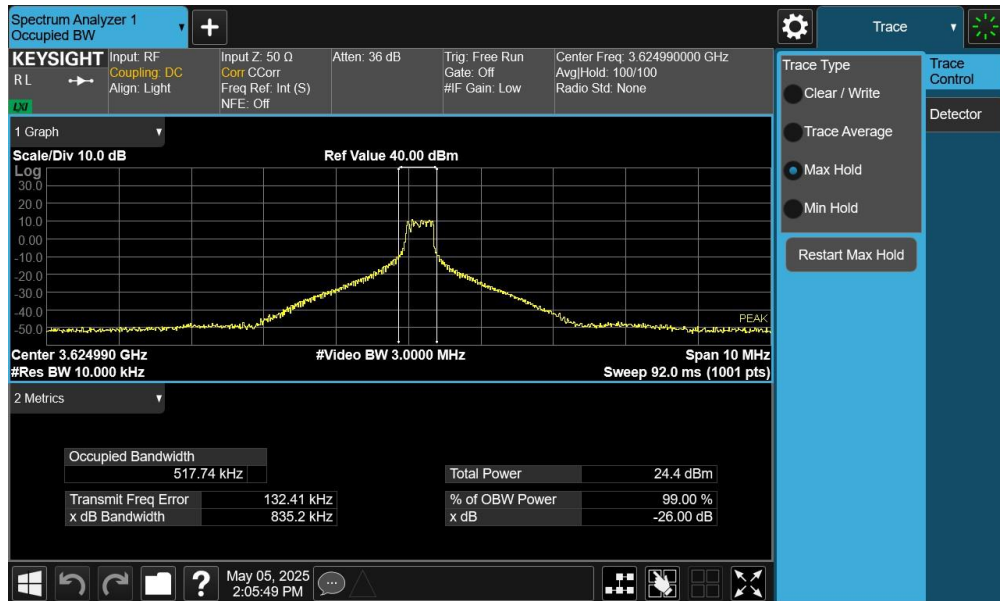 Spectrum Analyzer 1
Occupied BW
+
Trace
KEYSIGHT
R L
LXI
Input: RF
Coupling: DC
Align: Light
Input Z: 50 Ω
Corr CCorr
Freq Ref: Int (S)
NFE: Off
Atten: 36 dB
Trig: Free Run
Gate: Off
#IF Gain: Low
Center Freq: 3.624990000 GHz
Avg|Hold: 100/100
Radio Std: None
Trace Type
Clear / Write
Trace Average
Max Hold
Min Hold
Restart Max Hold
Trace
Control
Detector
1 Graph
Scale/Div 10.0 dB
Ref Value 40.00 dBm
Log
30.0
20.0
10.0
0.00
-10.0
-20.0
-30.0
-40.0
-50.0
PEAK
Center 3.624990 GHz
#Video BW 3.0000 MHz
Span 10 MHz
#Res BW 10.000 kHz
Sweep 92.0 ms (1001 pts)
2 Metrics
Occupied Bandwidth
517.74 kHz
Total Power 24.4 dBm
Transmit Freq Error 132.41 kHz
% of OBW Power 99.00 %
x dB Bandwidth 835.2 kHz
x dB -26.00 dB
?
May 05, 2025
2:05:49 PM